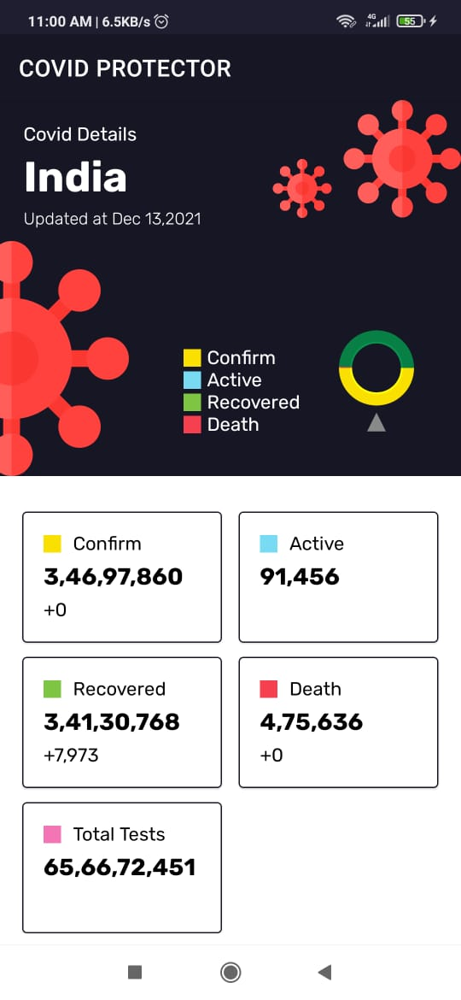 11:00 AM | 6.5KB/s
4G
55
COVID PROTECTOR
Covid Details
India
Updated at Dec 13,2021
Confirm
Active
Recovered
Death
Confirm
3,46,97,860
+0
Active
91,456
Recovered
3,41,30,768
+7,973
Death
4,75,636
+0
Total Tests
65,66,72,451